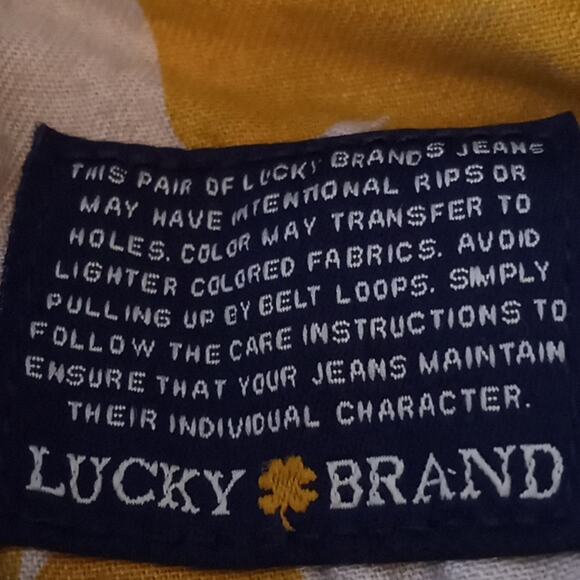 THIS PAIR OF LUCKY BRANDS JEANS
MAY HAVE INTENTIONAL RIPS OR
HOLES. COLOR MAY TRANSFER TO
LIGHTER COLORED FABRICS. AVOID
PULLING UP BY BELT LOOPS. SIMPLY
FOLLOW THE CARE INSTRUCTIONS TO
ENSURE THAT YOUR JEANS MAINTAIN
THEIR INDIVIDUAL CHARACTER.
LUCKY BRAND